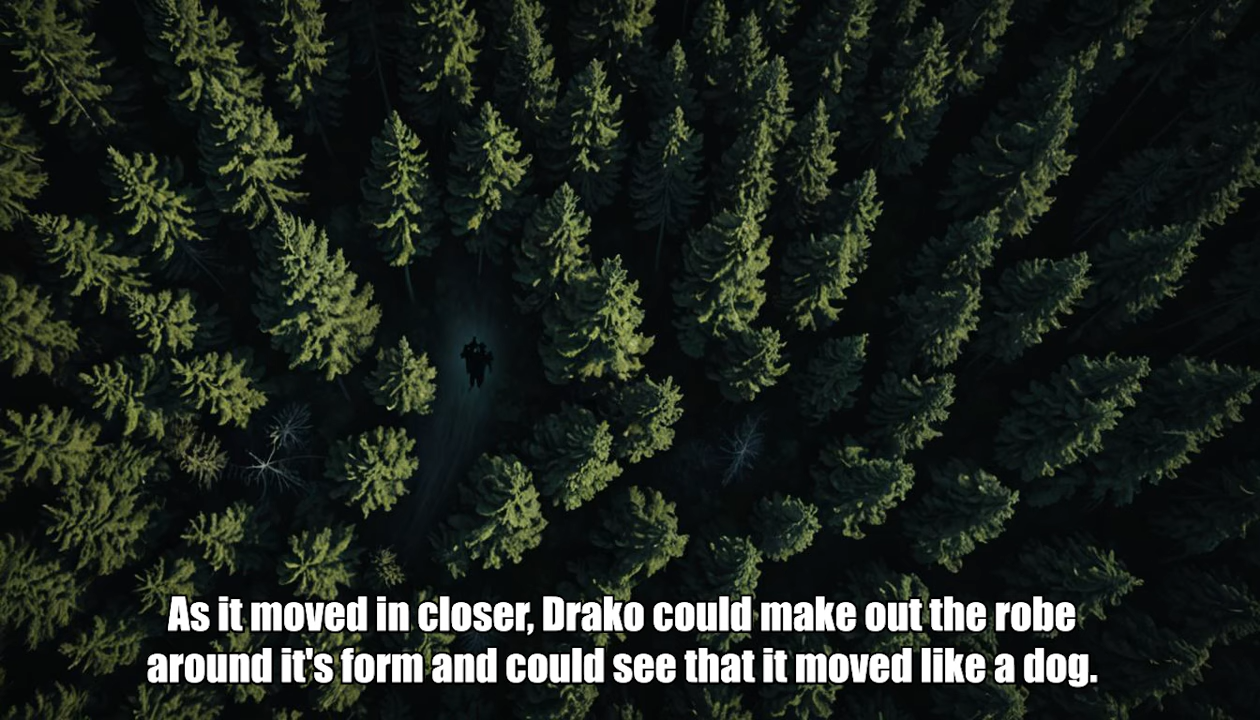 As it moved in closer, Drako could make out the robe
around it's form and could see that it moved like a dog.